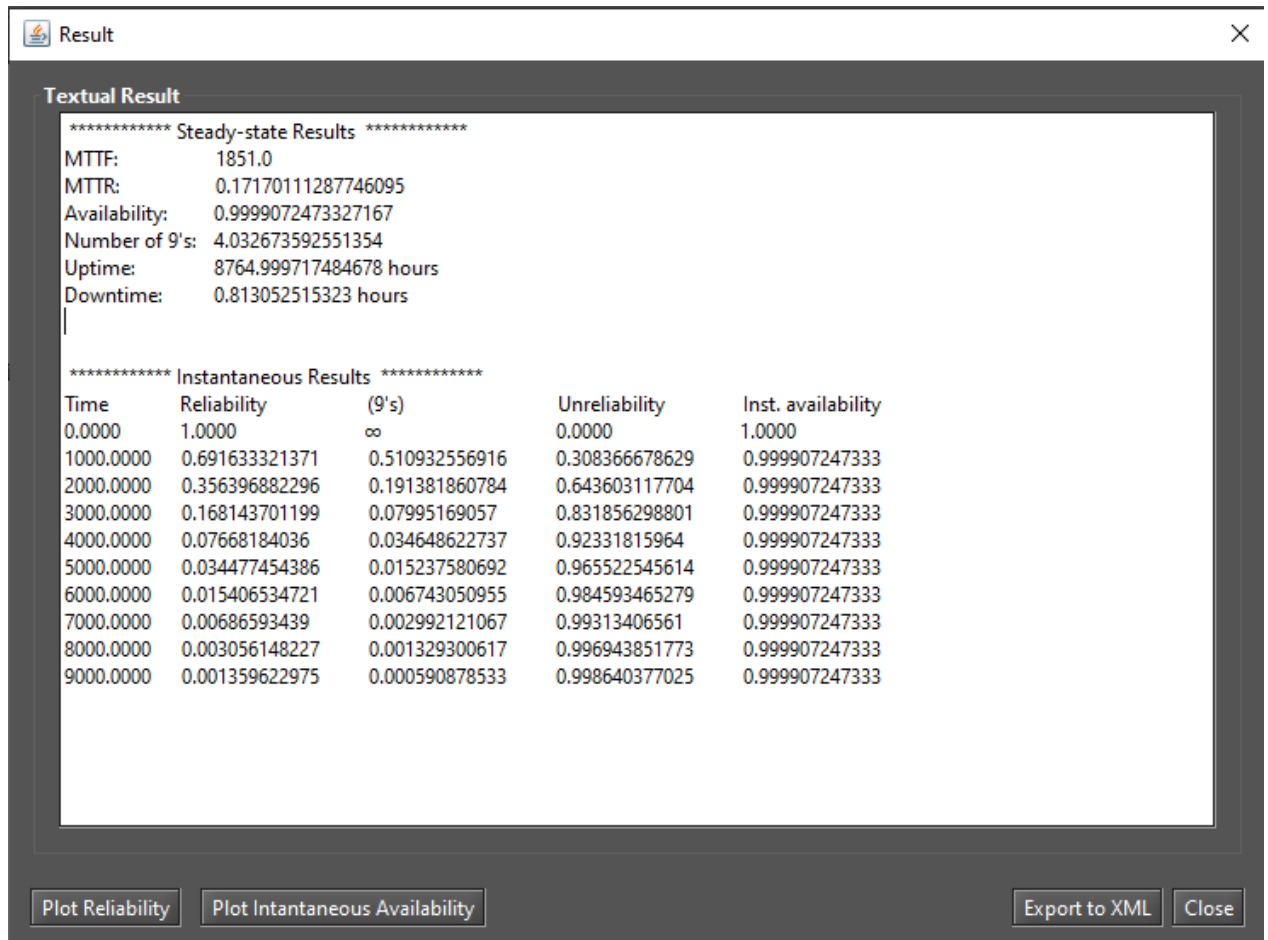 Result
Textual Result
************ Steady-state Results ************
MTTF: 1851.0
MTTR: 0.17170111287746095
Availability: 0.9999072473327167
Number of 9's: 4.032673592551354
Uptime: 8764.999717484678 hours
Downtime: 0.813052515323 hours
************ Instantaneous Results ************
Time Reliability (9's) Unreliability Inst. availability
0.0000 1.0000 ∞ 0.0000 1.0000
1000.0000 0.691633321371 0.510932556916 0.308366678629 0.999907247333
2000.0000 0.356396882296 0.191381860784 0.643603117704 0.999907247333
3000.0000 0.168143701199 0.07995169057 0.831856298801 0.999907247333
4000.0000 0.07668184036 0.034648622737 0.92331815964 0.999907247333
5000.0000 0.034477454386 0.015237580692 0.965522545614 0.999907247333
6000.0000 0.015406534721 0.006743050955 0.984593465279 0.999907247333
7000.0000 0.00686593439 0.002992121067 0.99313406561 0.999907247333
8000.0000 0.003056148227 0.001329300617 0.996943851773 0.999907247333
9000.0000 0.001359622975 0.000590878533 0.998640377025 0.999907247333
Plot Reliability Plot Intantaneous Availability Export to XML Close